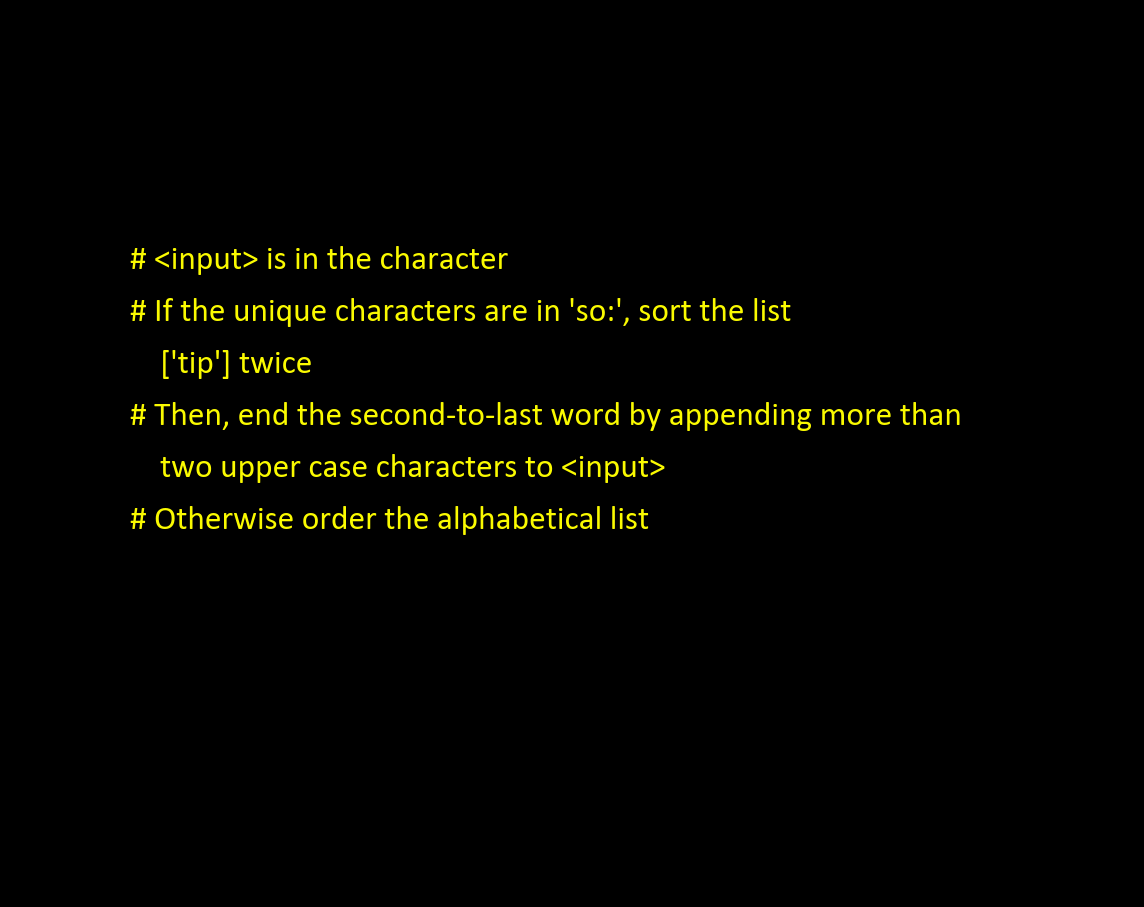 # <input> is in the character
# If the unique characters are in 'so:', sort the list
['tip'] twice
# Then, end the second-to-last word by appending more than
two upper case characters to <input>
# Otherwise order the alphabetical list